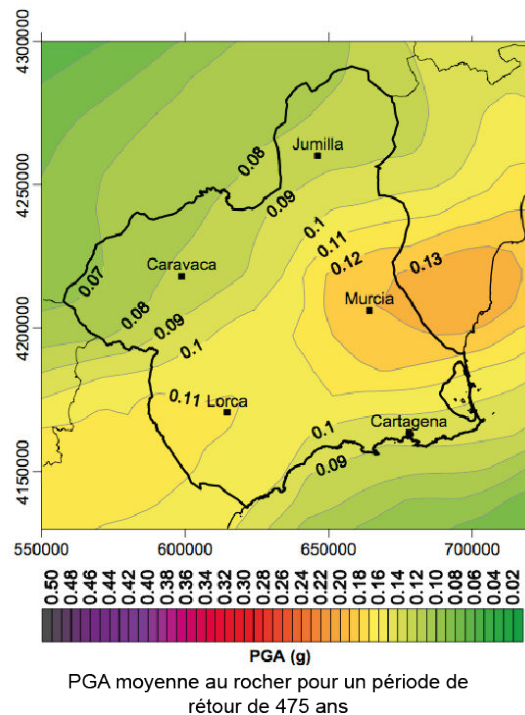 4300000
4250000
4200000
4150000
550000 600000 650000 700000
Jumilla
0.08
0.09
0.1
0.11
0.12
0.13
0.07
Caravaca
0.08
0.09
0.1
Murcia
0.11
Lorca
Cartagena
0.1
0.09
0.50 0.48 0.46 0.44 0.42 0.40 0.38 0.36 0.34 0.32 0.30 0.28 0.26 0.24 0.22 0.20 0.18 0.16 0.14 0.12 0.10 0.08 0.06 0.04 0.02
PGA (g)
PGA moyenne au rocher pour un période de
rétour de 475 ans